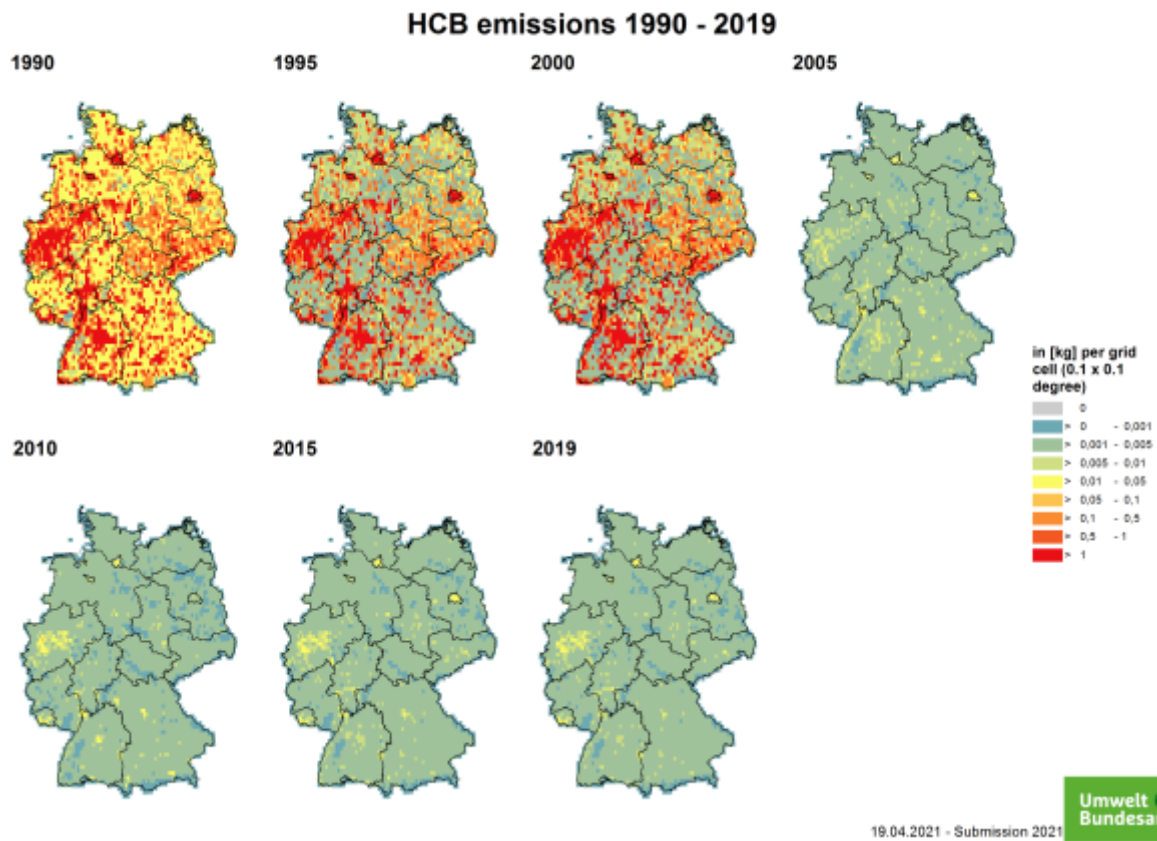 HCB emissions 1990 - 2019
1990
1995
2000
2005
2010
2015
2019
in [kg] per grid
cell (0.1 x 0.1
degree)
0
> 0 - 0,001
> 0,001 - 0,005
> 0,005 - 0,01
> 0,01 - 0,05
> 0,05 - 0,1
> 0,1 - 0,5
> 0,5 - 1
> 1
19.04.2021 - Submission 2021
Umwelt
Bundesa